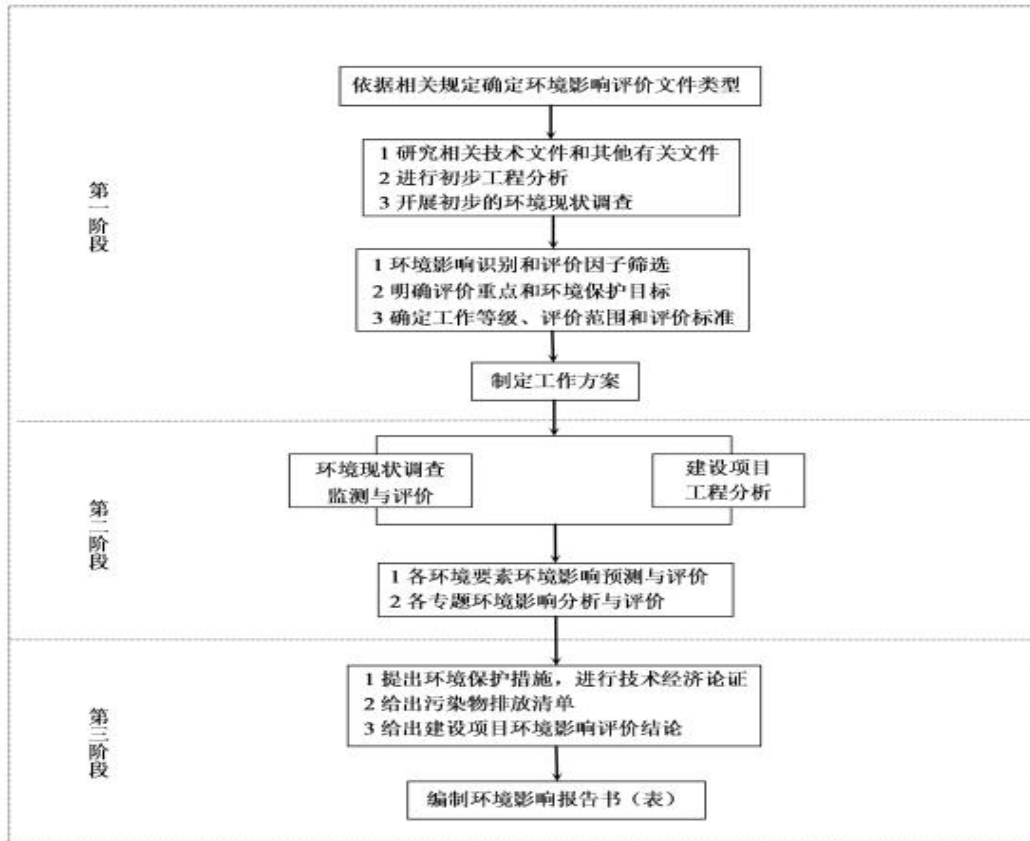 依据相关规定确定环境影响评价文件类型
1 研究相关技术文件和其他有关文件
2 进行初步工程分析
3 开展初步的环境现状调查
第一阶段
1 环境影响识别和评价因子筛选
2 明确评价重点和环境保护目标
3 确定工作等级、评价范围和评价标准
制定工作方案
环境现状调查
监测与评价
建设项目
工程分析
第二阶段
1 各环境要素环境影响预测与评价
2 各专题环境影响分析与评价
1 提出环境保护措施，进行技术经济论证
2 给出污染物排放清单
3 给出建设项目环境影响评价结论
第三阶段
编制环境影响报告书（表）